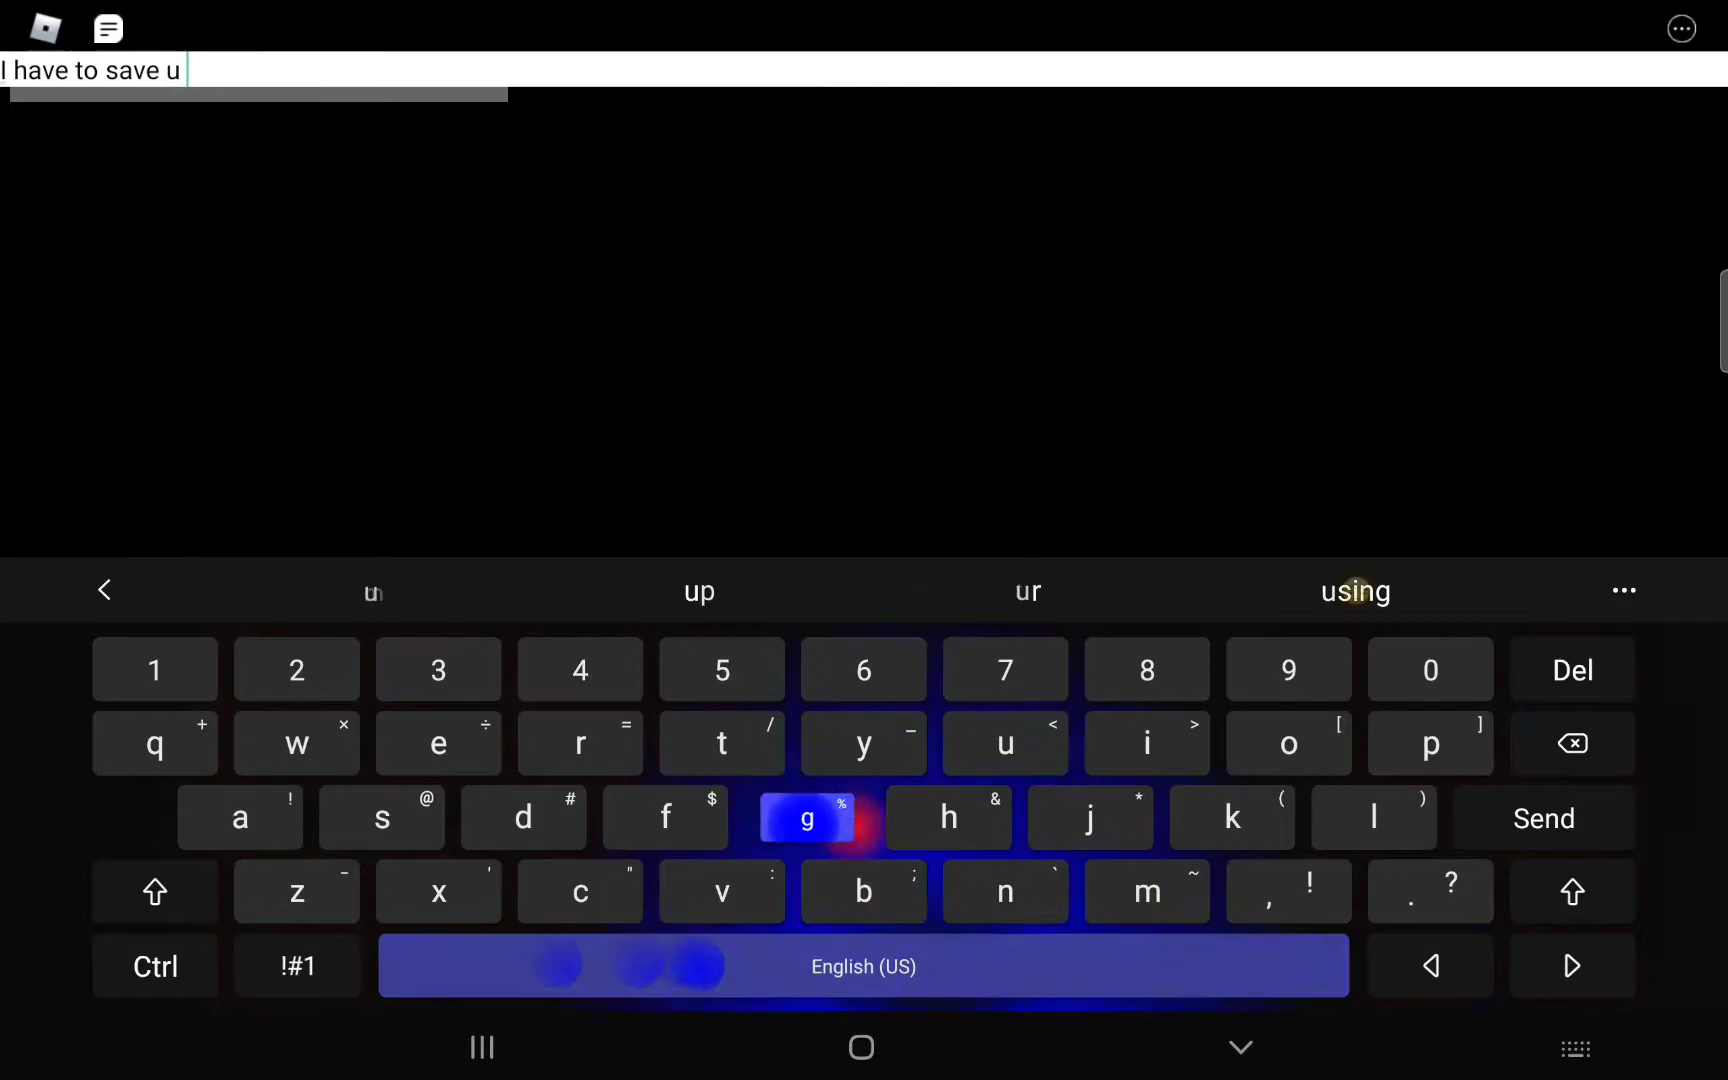 I have to save u
u up ur using
1 2 3 4 5 6 7 8 9 0 Del
q + w × e ÷ r = t / y _ u < i > o [ p ]
a ! s @ d # f $ g % h & j * k ( l ) Send
z - x ' c " v : b ; n ` m ~ , ! . ?
Ctrl !#1 English (US)